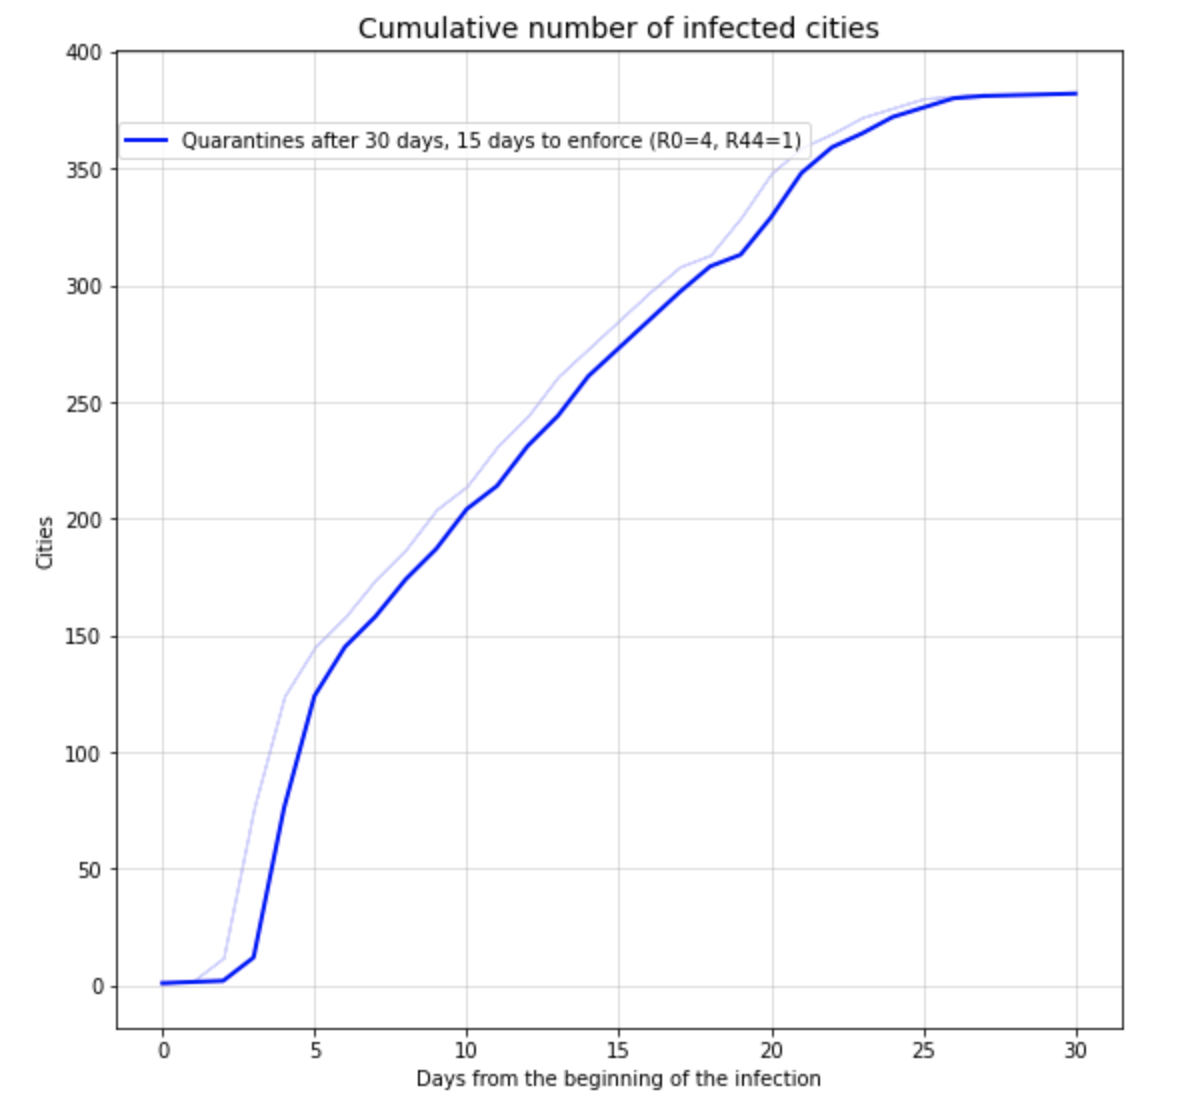 Cumulative number of infected cities
400
350
300
250
200
150
100
50
0
Cities
Quarantines after 30 days, 15 days to enforce (R0=4, R44=1)
0 5 10 15 20 25 30
Days from the beginning of the infection